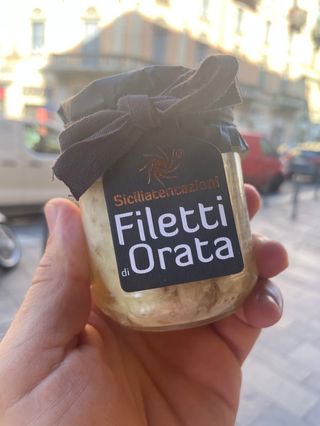 Siciliatentazioni
Filetti
di Orata